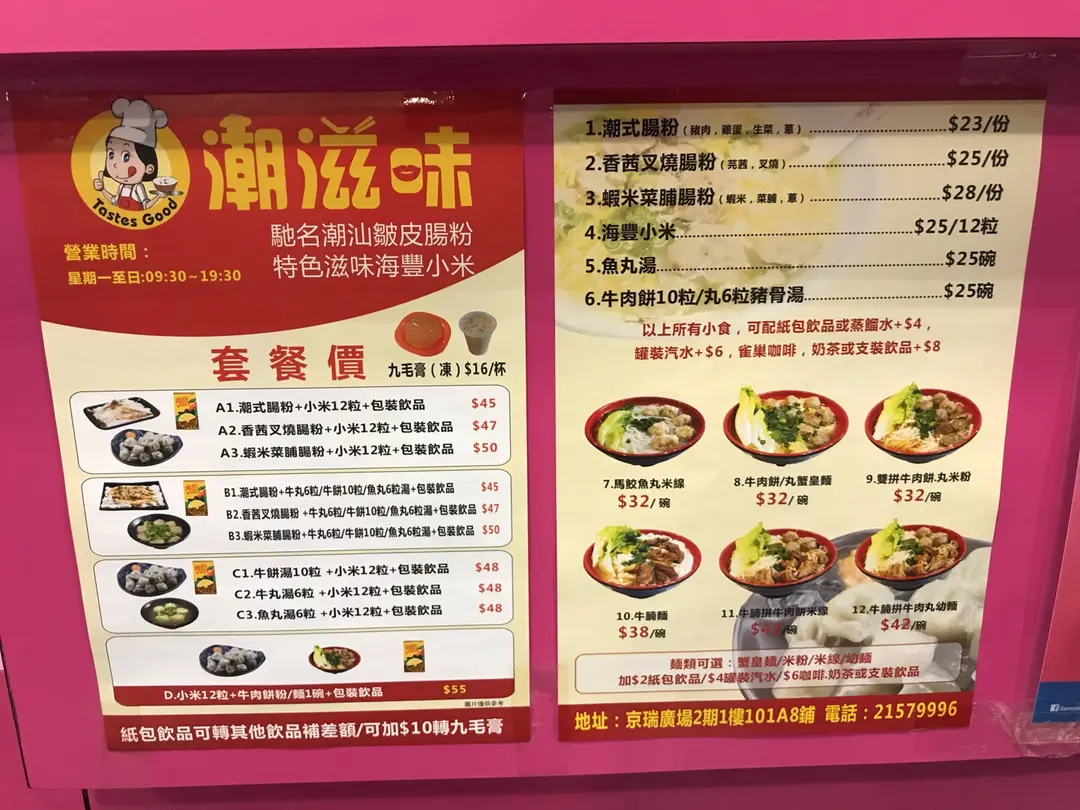 潮滋味
Tastes Good
營業時間：
星期一至日:09:30～19:30
馳名潮汕皺皮腸粉
特色滋味海豐小米
套餐價
九毛膏（凍）$16/杯
A1.潮式腸粉+小米12粒+包裝飲品 $45
A2.香茜叉燒腸粉+小米12粒+包裝飲品 $47
A3.蝦米菜脯腸粉+小米12粒+包裝飲品 $50
B1.潮式腸粉+牛丸6粒/牛餅10粒/魚丸6粒湯+包裝飲品 $45
B2.香茜叉燒腸粉+牛丸6粒/牛餅10粒/魚丸6粒湯+包裝飲品 $47
B3.蝦米菜脯腸粉+牛丸6粒/牛餅10粒/魚丸6粒湯+包裝飲品 $50
C1.牛餅湯10粒 +小米12粒+包裝飲品 $48
C2.牛丸湯6粒 +小米12粒+包裝飲品 $48
C3.魚丸湯6粒 +小米12粒+包裝飲品 $48
D.小米12粒+牛肉餅粉/麵1碗+包裝飲品 $55
圖片僅供參考
紙包飲品可轉其他飲品補差額/可加$10轉九毛膏
1.潮式腸粉（豬肉，雞蛋，生菜，蔥）$23/份
2.香茜叉燒腸粉（芫茜，叉燒）$25/份
3.蝦米菜脯腸粉（蝦米，菜脯，蔥）$28/份
4.海豐小米 $25/12粒
5.魚丸湯 $25碗
6.牛肉餅10粒/丸6粒豬骨湯 $25碗
以上所有小食，可配紙包飲品或蒸餾水+$4，
罐裝汽水+$6，雀巢咖啡，奶茶或支裝飲品+$8
7.馬鮫魚丸米線 $32/碗
8.牛肉餅/丸蟹皇麵 $32/碗
9.雙拼牛肉餅.丸米粉 $32/碗
10.牛腩麵 $38/碗
11.牛腩拼牛肉餅米線 /碗
12.牛腩拼牛肉丸幼麵 $42/碗
麵類可選：蟹皇麵/米粉/米線/幼麵
加$2紙包飲品/$4罐裝汽水/$6咖啡.奶茶或支裝飲品
地址：京瑞廣場2期1樓101A8鋪 電話：21579996